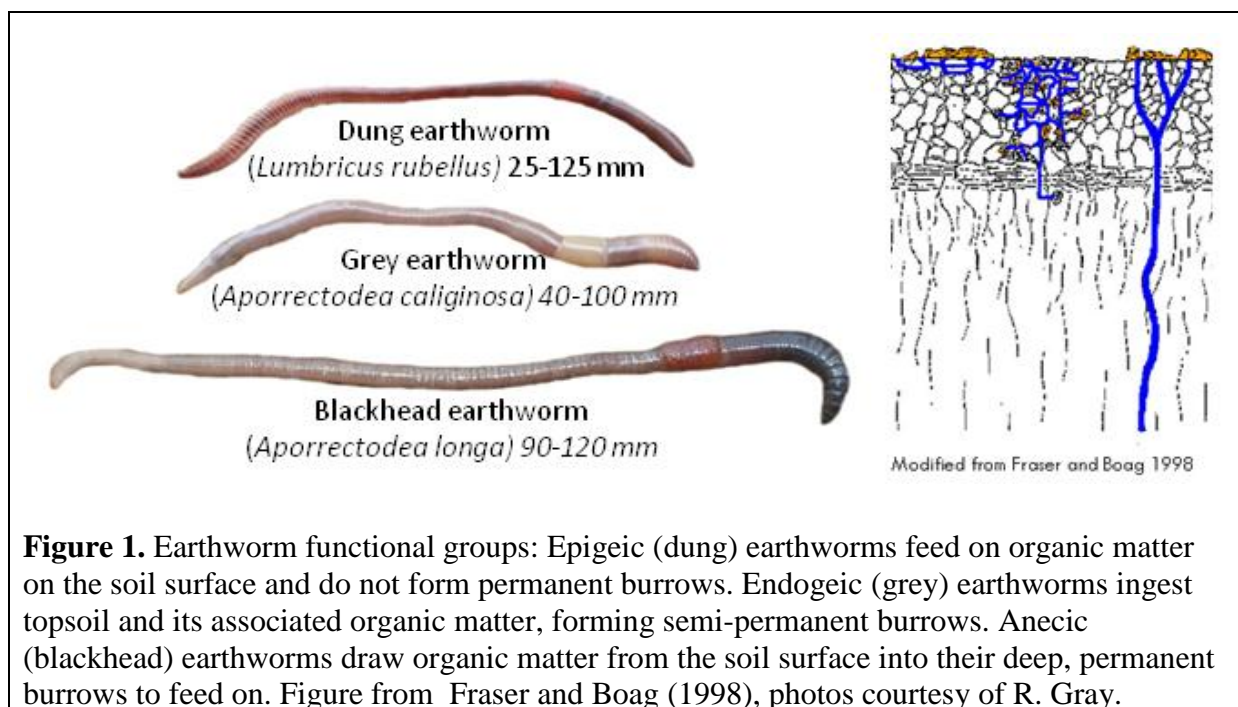 Dung earthworm
(Lumbricus rubellus) 25-125 mm
Grey earthworm
(Aporrectodea caliginosa) 40-100 mm
Blackhead earthworm
(Aporrectodea longa) 90-120 mm
Modified from Fraser and Boag 1998
Figure 1. Earthworm functional groups: Epigeic (dung) earthworms feed on organic matter
on the soil surface and do not form permanent burrows. Endogeic (grey) earthworms ingest
topsoil and its associated organic matter, forming semi-permanent burrows. Anecic
(blackhead) earthworms draw organic matter from the soil surface into their deep, permanent
burrows to feed on. Figure from  Fraser and Boag (1998), photos courtesy of R. Gray.